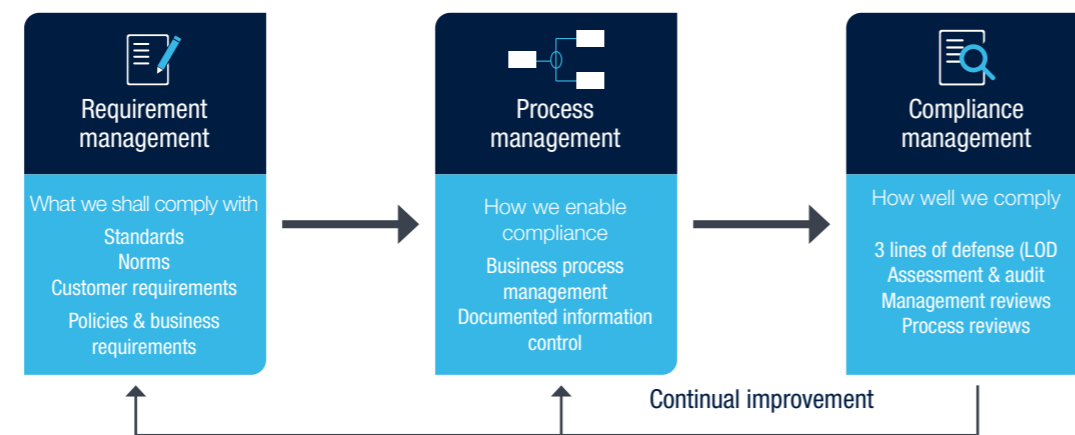 Requirement
management
What we shall comply with
Standards
Norms
Customer requirements
Policies & business
requirements
Process
management
How we enable
compliance
Business process
management
Documented information
control
Compliance
management
How well we comply
3 lines of defense (LOD
Assessment & audit
Management reviews
Process reviews
Continual improvement